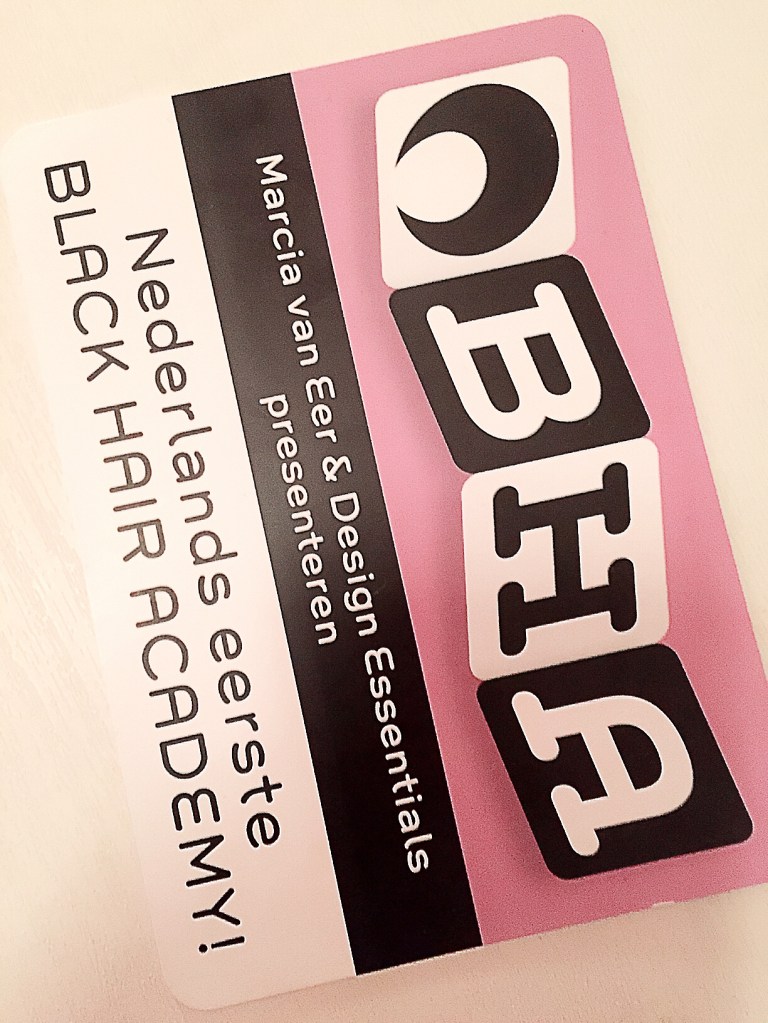 BHA
Marcia van Eer & Design Essentials
presenteren
Nederlands eerste
BLACK HAIR ACADEMY!